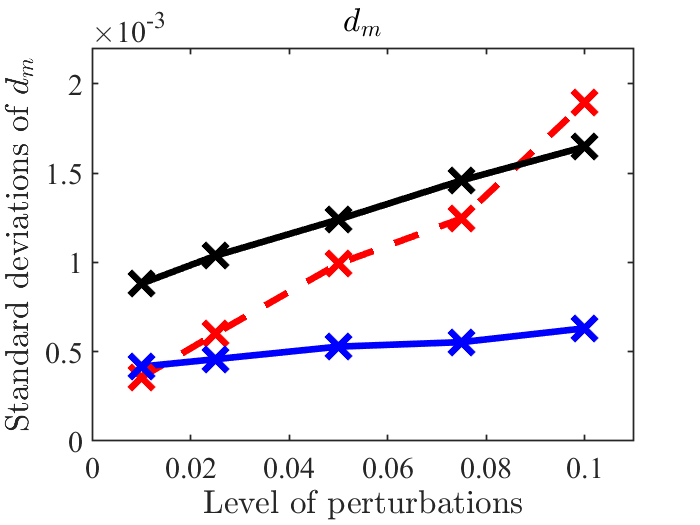 ×10⁻³
d_m
Standard deviations of d_m
2
1.5
1
0.5
0
0 0.02 0.04 0.06 0.08 0.1
Level of perturbations